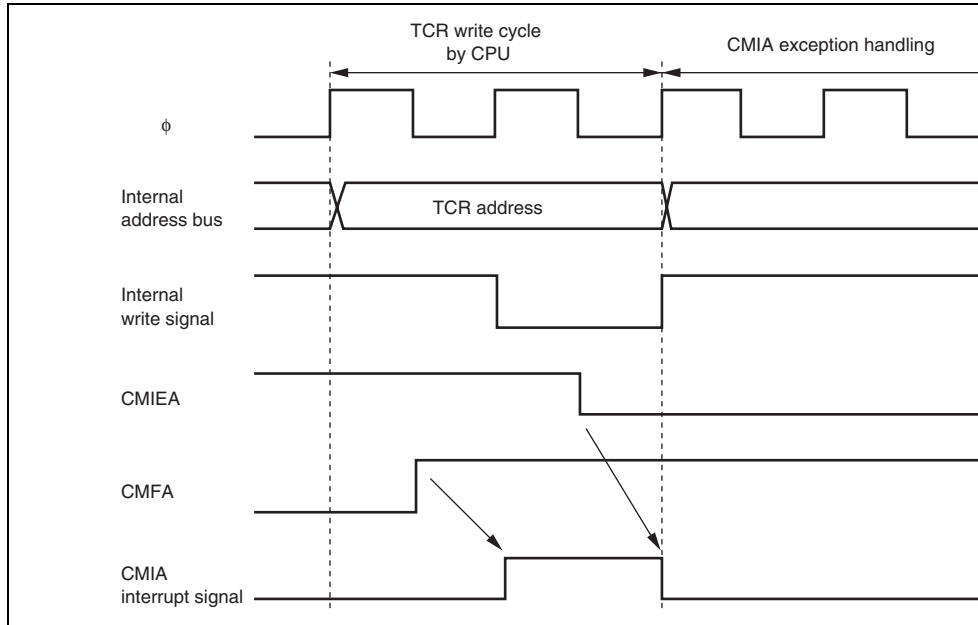 TCR write cycle
by CPU
CMIA exception handling
ϕ
Internal
address bus
TCR address
Internal
write signal
CMIEA
CMFA
CMIA
interrupt signal